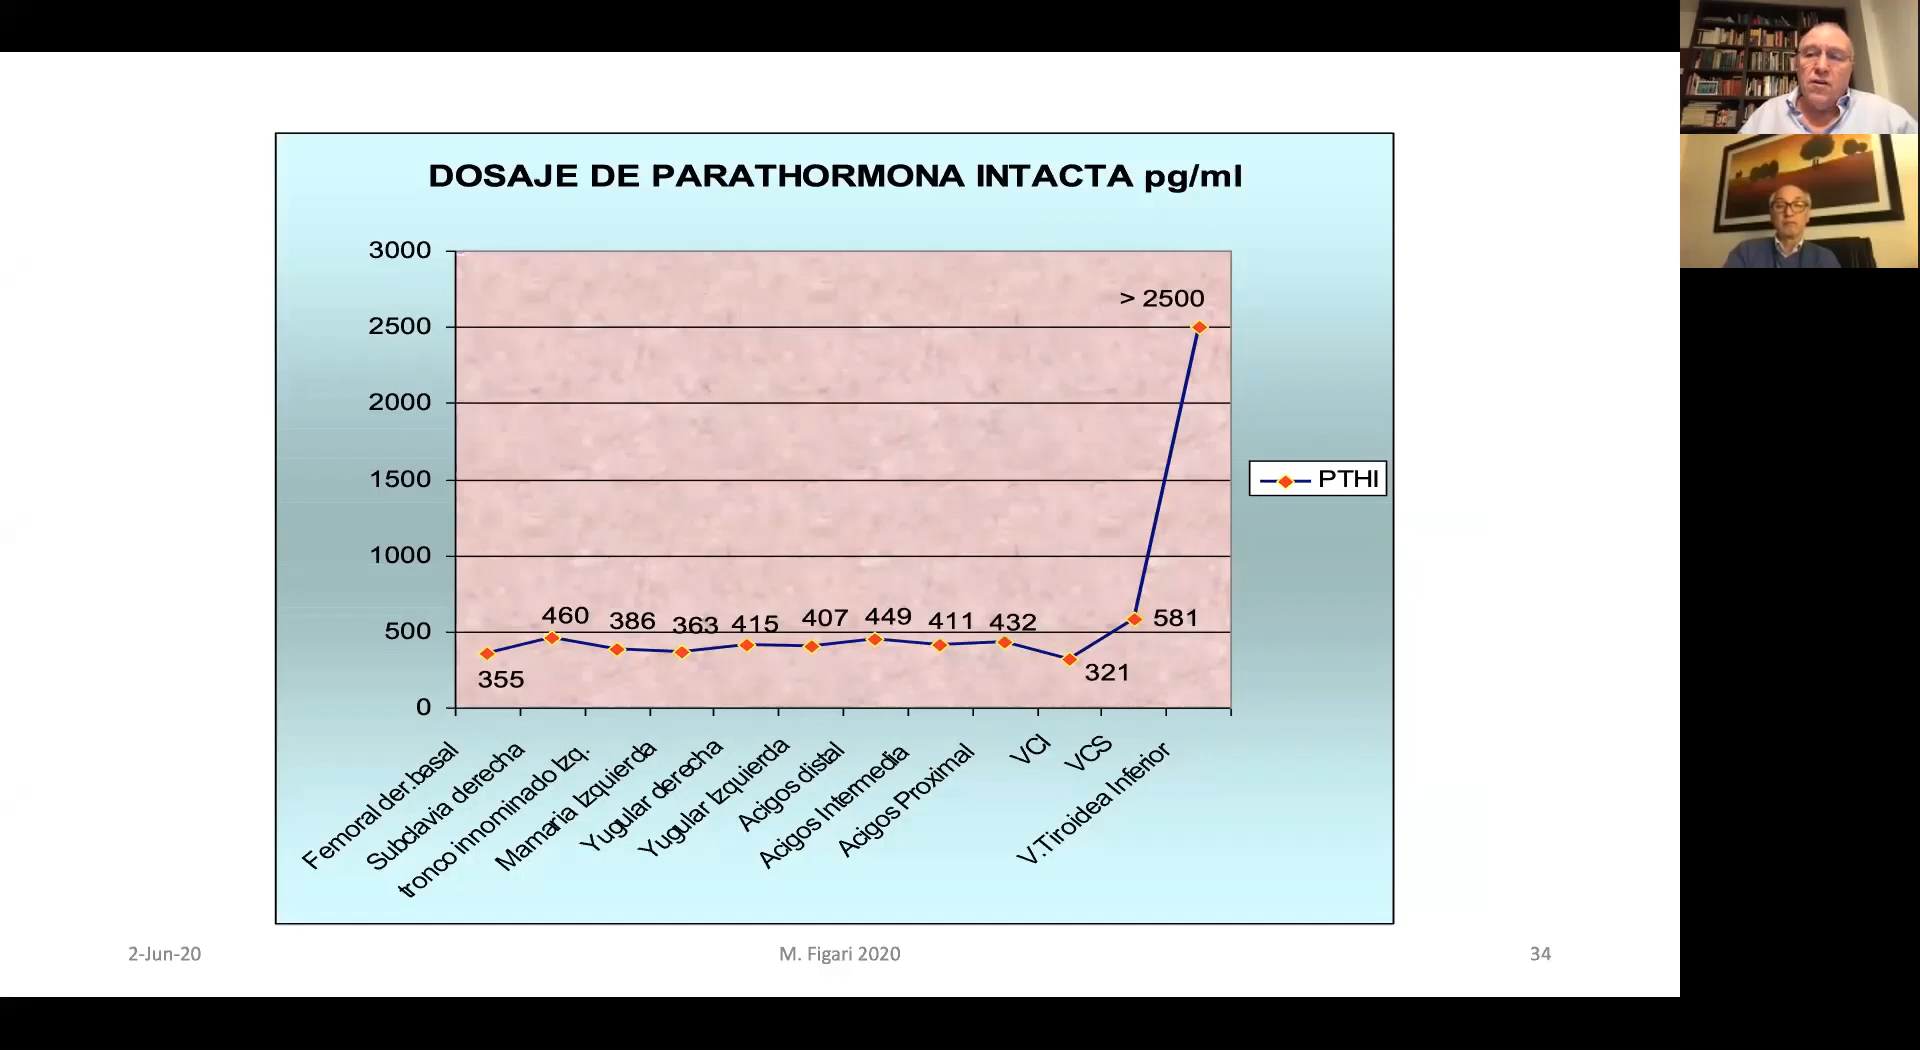 DOSAJE DE PARATHORMONA INTACTA pg/ml
3000
2500
2000
1500
1000
500
0
355
460
386
363
415
407
449
411
432
321
581
> 2500
PTHI
Femoral der.basal
Subclavia derecha
tronco innominado Izq.
Mamaria Izquierda
Yugular derecha
Yugular Izquierda
Acigos distal
Acigos Intermedia
Acigos Proximal
VCI
VCS
V.Tiroidea Inferior
2-Jun-20
M. Figari 2020
34